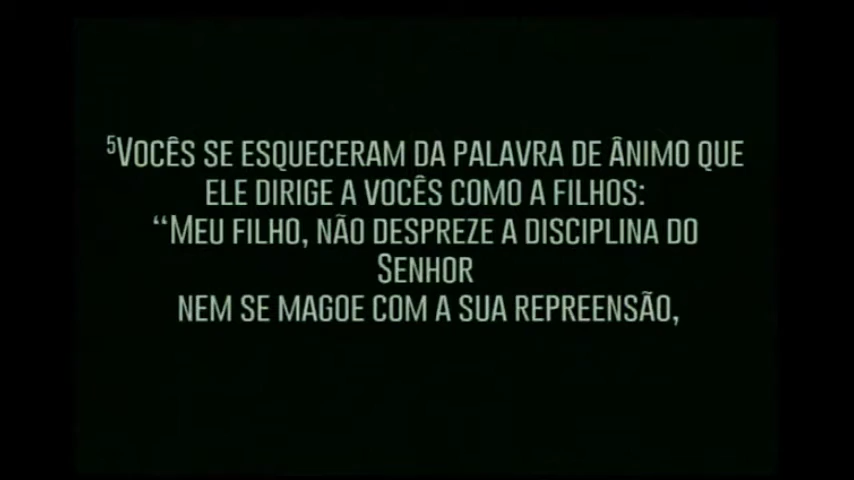 ⁵Vocês se esqueceram da palavra de ânimo que
ele dirige a vocês como a filhos:
“Meu filho, não despreze a disciplina do
Senhor
nem se magoe com a sua repreensão,